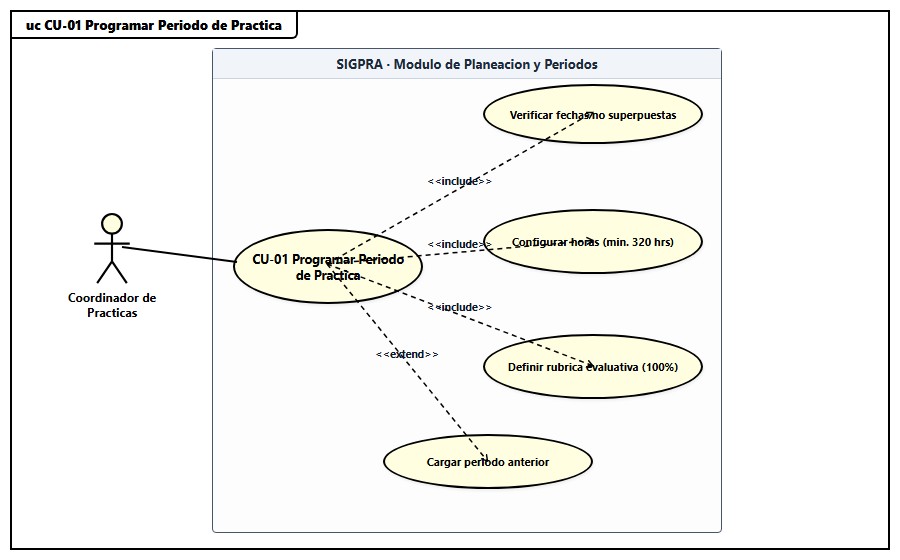 uc CU-01 Programar Periodo de Practica
SIGPRA · Modulo de Planeacion y Periodos
Verificar fechas no superpuestas
<<include>>
Configurar horas (min. 320 hrs)
<<include>>
CU-01 Programar Periodo
de Practica
Coordinador de
Practicas
<<include>>
Definir rubrica evaluativa (100%)
<<extend>>
Cargar periodo anterior